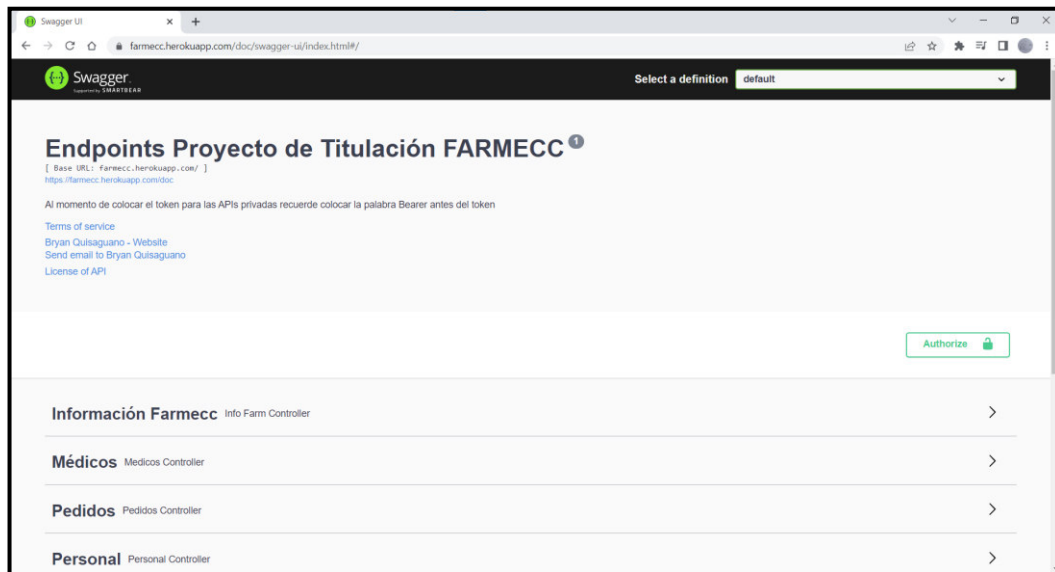 Swagger UI
farmecc.herokuapp.com/doc/swagger-ui/index.html#/
Swagger.
Supported by SMARTBEAR
Select a definition default
Endpoints Proyecto de Titulación FARMECC 1
[ Base URL: farmecc.herokuapp.com/ ]
https://farmecc.herokuapp.com/doc
Al momento de colocar el token para las APIs privadas recuerde colocar la palabra Bearer antes del token
Terms of service
Bryan Quisaguano - Website
Send email to Bryan Quisaguano
License of API
Authorize
Información Farmecc Info Farm Controller
Médicos Medicos Controller
Pedidos Pedidos Controller
Personal Personal Controller